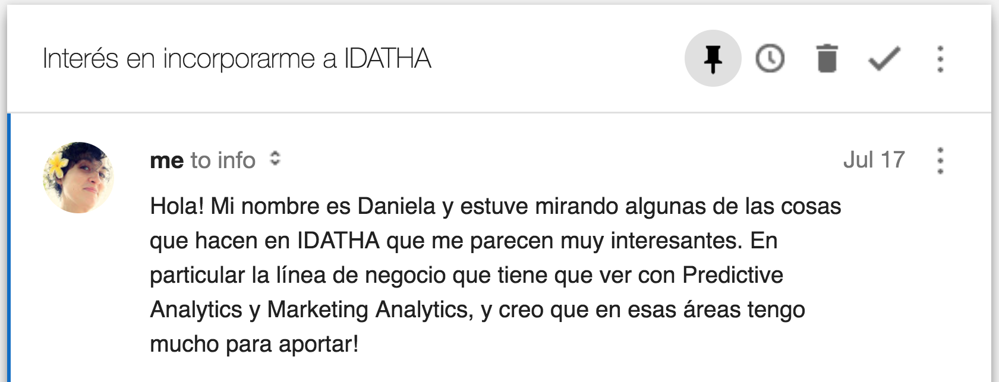 Interés en incorporarme a IDATHA
me to info
Jul 17
Hola! Mi nombre es Daniela y estuve mirando algunas de las cosas
que hacen en IDATHA que me parecen muy interesantes. En
particular la línea de negocio que tiene que ver con Predictive
Analytics y Marketing Analytics, y creo que en esas áreas tengo
mucho para aportar!